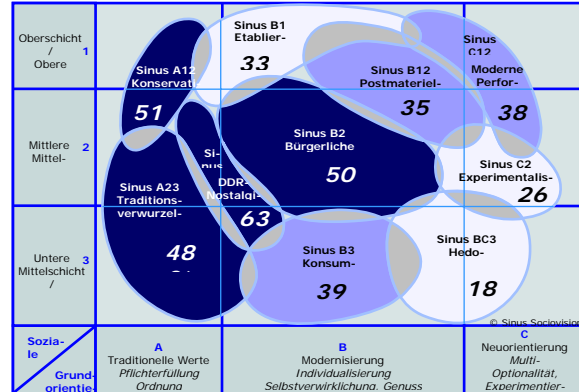 Oberschicht
/
Obere
1
Mittlere
Mittel-
2
Untere
Mittelschicht
/
3
Sinus B1
Etablier-
33
Sinus
C12
Moderne
Perfor-
38
Sinus A12
Konservat
51
Sinus B12
Postmateriel-
35
Sinus B2
Bürgerliche
50
Si-
nus
DDR-
Nostalgi-
63
Sinus C2
Experimentalis-
26
Sinus A23
Traditions-
verwurzel-
48
Sinus B3
Konsum-
39
Sinus BC3
Hedo-
18
© Sinus Sociovision
Sozia-
le
Grund-
orientie-
A
Traditionelle Werte
Pflichterfüllung
Ordnung
B
Modernisierung
Individualisierung
Selbstverwirklichung, Genuss
C
Neuorientierung
Multi-
Optionalität,
Experimentier-